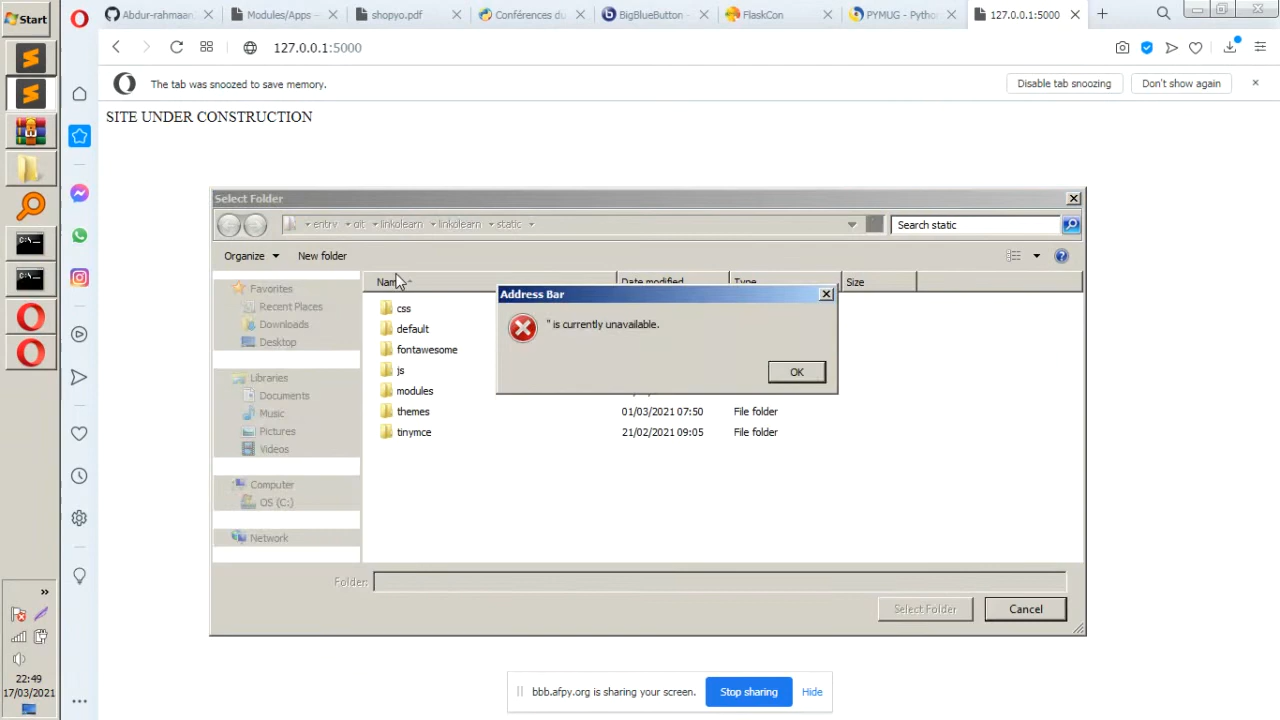 Start
Abdur-rahmaan
Modules/Apps –
shopyo.pdf
Conférences du
BigBlueButton -
FlaskCon
PYMUG - Python
127.0.0.1:5000
127.0.0.1:5000
The tab was snoozed to save memory.
Disable tab snoozing
Don't show again
SITE UNDER CONSTRUCTION
Select Folder
entry git linkolearn linkolearn static
Search static
Organize
New folder
Name
Date modified
Type
Size
Favorites
Recent Places
Downloads
Desktop
Libraries
Documents
Music
Pictures
Videos
Computer
OS (C:)
Network
css
default
fontawesome
js
modules
themes
01/03/2021 07:50
File folder
tinymce
21/02/2021 09:05
File folder
Address Bar
'' is currently unavailable.
OK
Folder:
Select Folder
Cancel
bbb.afpy.org is sharing your screen.
Stop sharing
Hide
22:49
17/03/2021